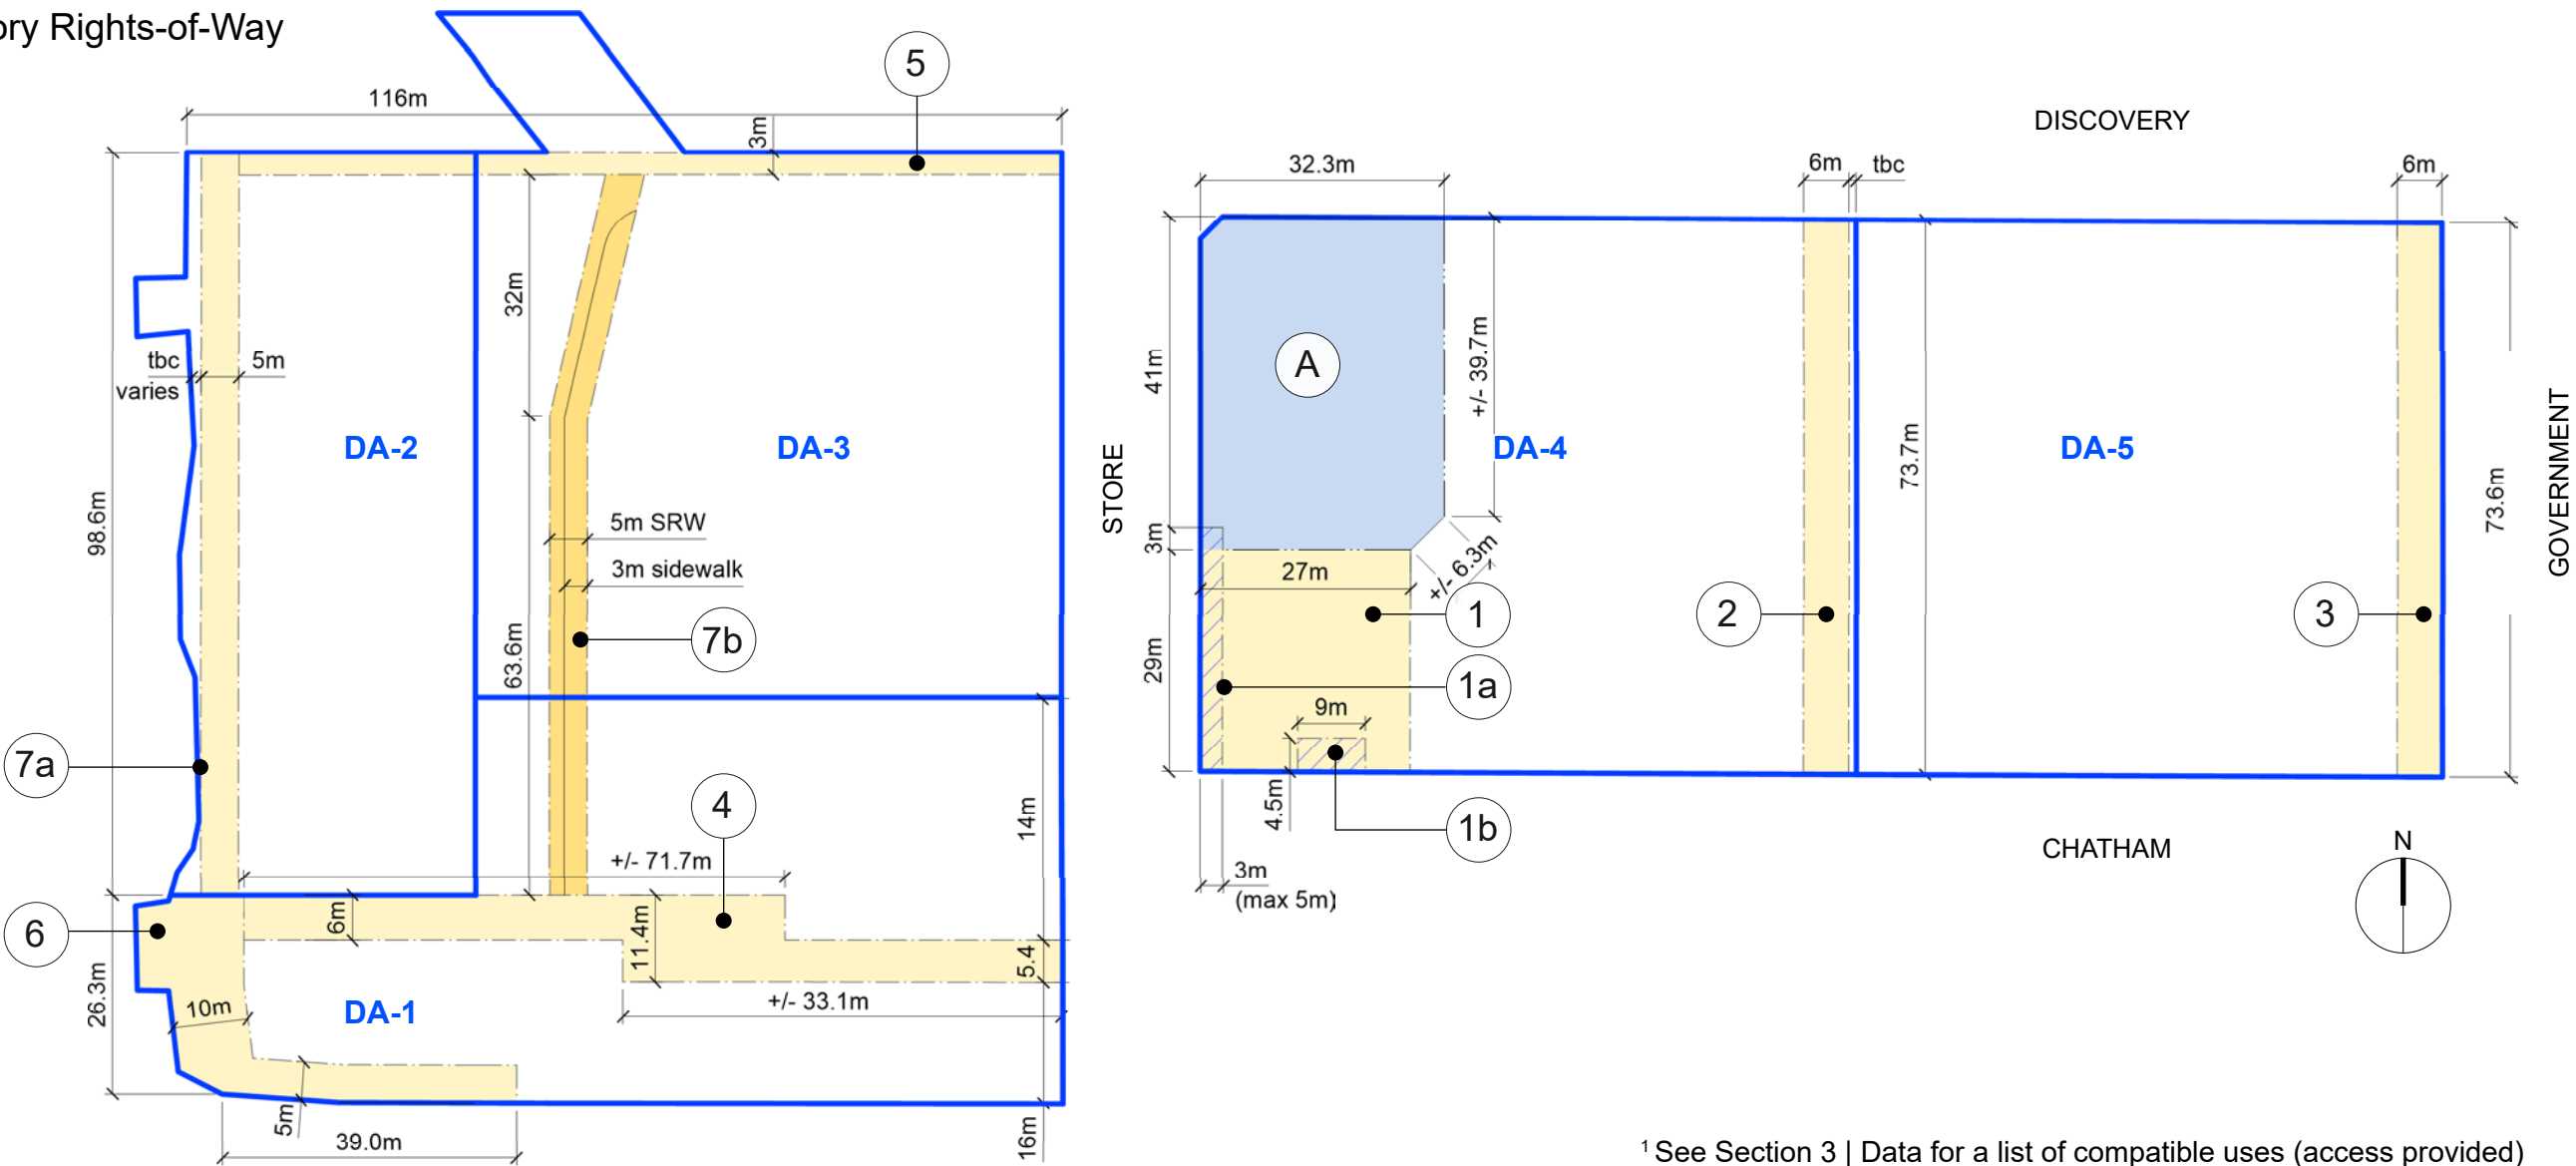 ory Rights-of-Way
5
116m
3m
DISCOVERY
32.3m
6m
tbc
6m
32m
tbc
varies
5m
A
41m
+/- 39.7m
DA-2
DA-3
STORE
DA-4
73.7m
DA-5
73.6m
GOVERNMENT
98.6m
5m SRW
3m sidewalk
3m
27m
+/- 6.3m
63.6m
7b
1
2
3
29m
1a
9m
7a
4
14m
4.5m
1b
+/- 71.7m
CHATHAM
N
3m
(max 5m)
6
6m
11.4m
5.4
26.3m
10m
DA-1
+/- 33.1m
5m
39.0m
16m
¹ See Section 3 | Data for a list of compatible uses (access provided)